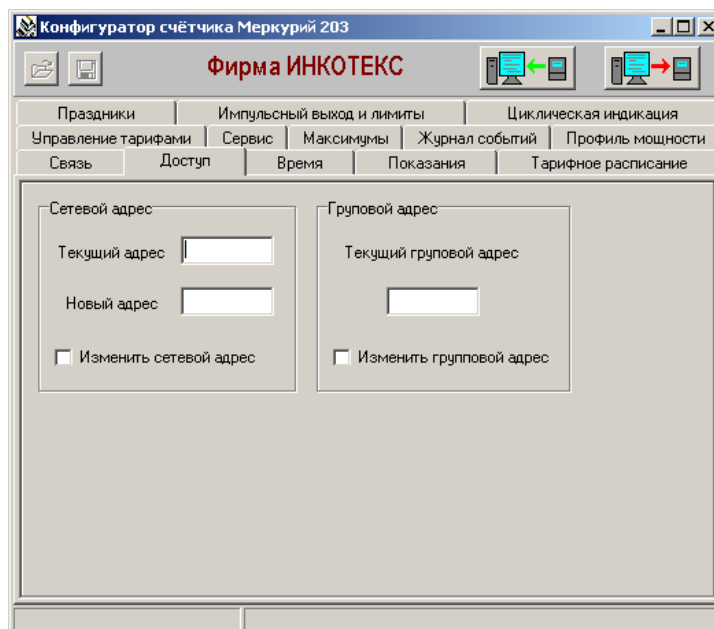 Конфигуратор счётчика Меркурий 203
Фирма ИНКОТЕКС
Праздники Импульсный выход и лимиты Циклическая индикация
Управление тарифами Сервис Максимумы Журнал событий Профиль мощности
Связь Доступ Время Показания Тарифное расписание
Сетевой адрес Груповой адрес
Текущий адрес Текущий груповой адрес
Новый адрес
Изменить сетевой адрес Изменить групповой адрес